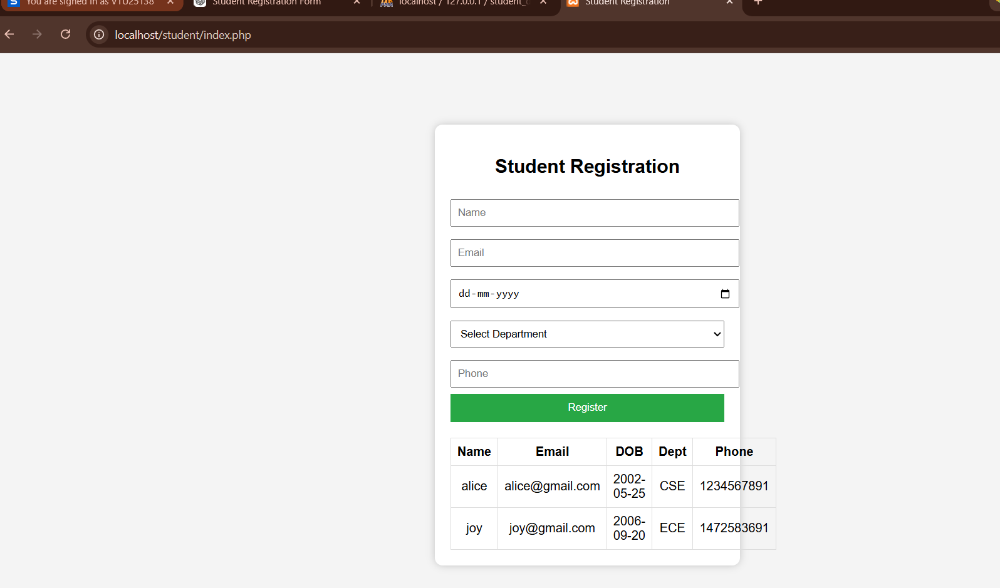 You are signed in as VTU25138
Student Registration Form
localhost / 127.0.0.1 / student_
Student Registration
localhost/student/index.php
Student Registration
Name
Email
dd-mm-yyyy
Select Department
Phone
Register
Name Email DOB Dept Phone
alice alice@gmail.com 2002-05-25 CSE 1234567891
joy joy@gmail.com 2006-09-20 ECE 1472583691